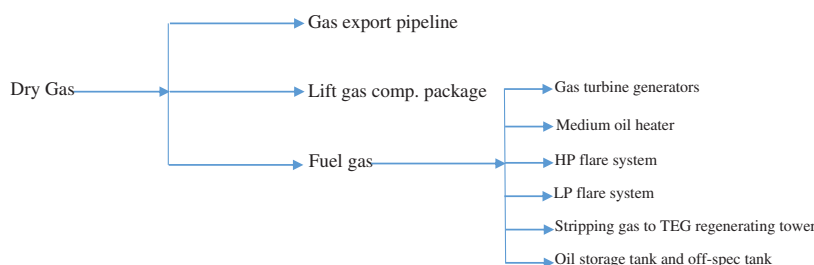 Gas export pipeline
Dry Gas
Lift gas comp. package
Fuel gas
Gas turbine generators
Medium oil heater
HP flare system
LP flare system
Stripping gas to TEG regenerating tower
Oil storage tank and off-spec tank